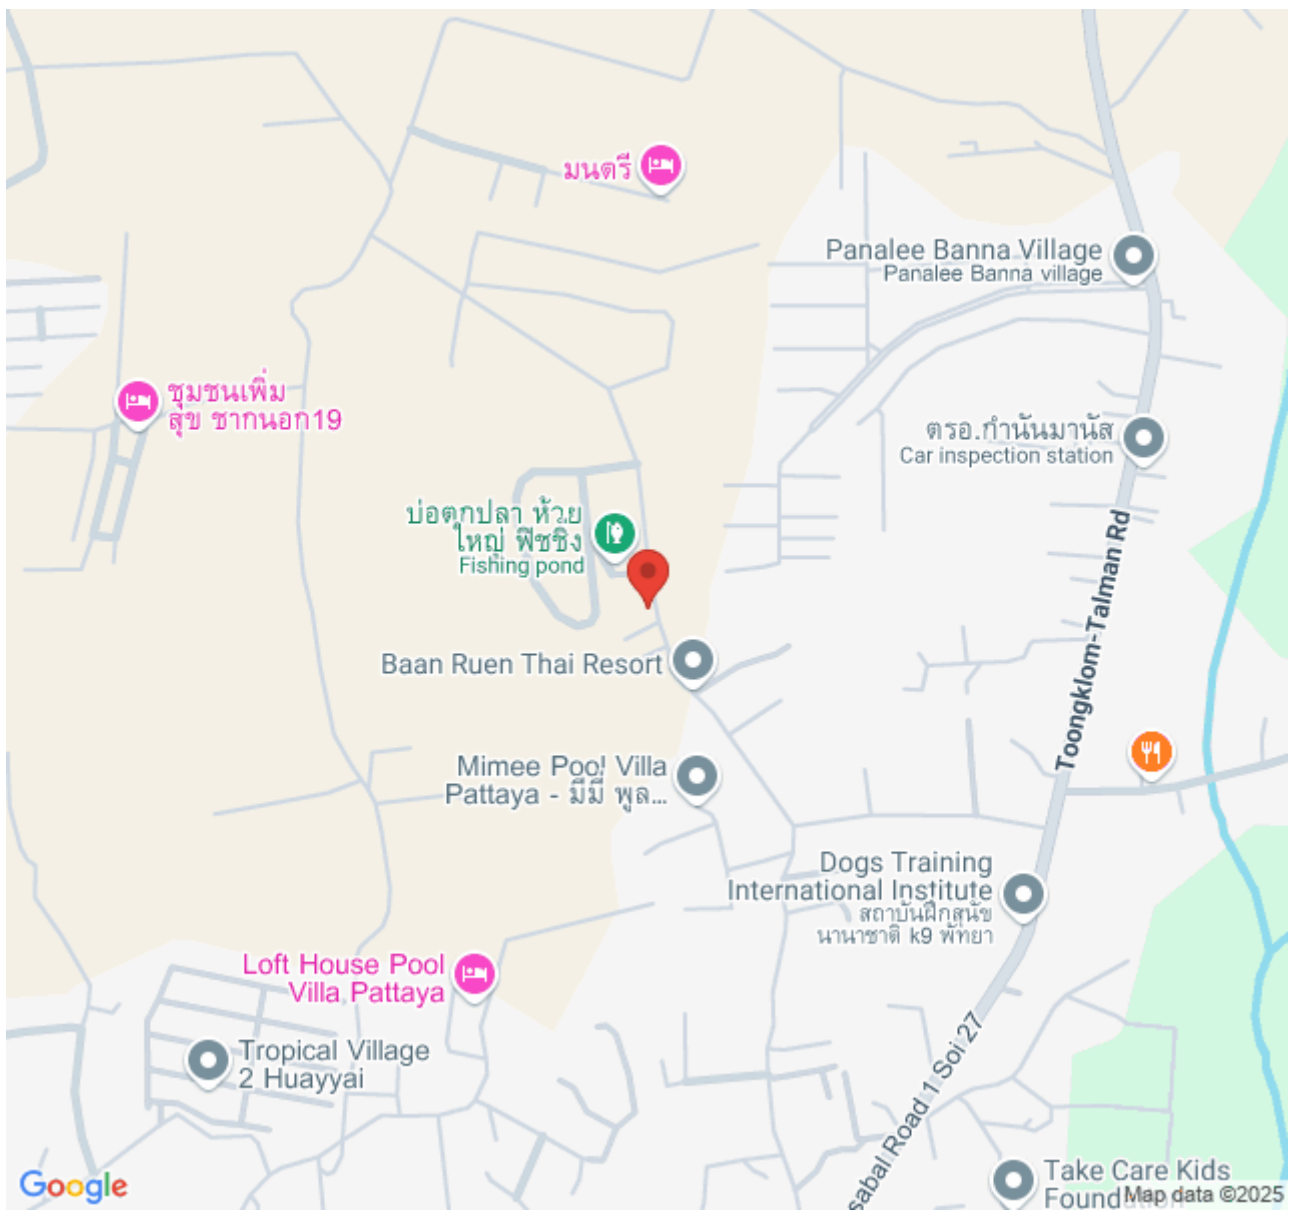 มนตรี
Panalee Banna Village
Panalee Banna village
ชุมชนเพิ่ม
สุข ชากนอก19
ตรอ.กำนันมานัส
Car inspection station
บ่อตกปลา ห้วย
ใหญ่ ฟิชชิ่ง
Fishing pond
Toongklom-Talman Rd
Baan Ruen Thai Resort
Mimee Pool Villa
Pattaya - มีมี่ พูล...
Dogs Training
International Institute
สถาบันฝึกสุนัข
นานาชาติ k9 พัทยา
Loft House Pool
Villa Pattaya
Tropical Village
2 Huayyai
sabal Road 1 Soi 27
Take Care Kids
Foundation
Google
Map data ©2025